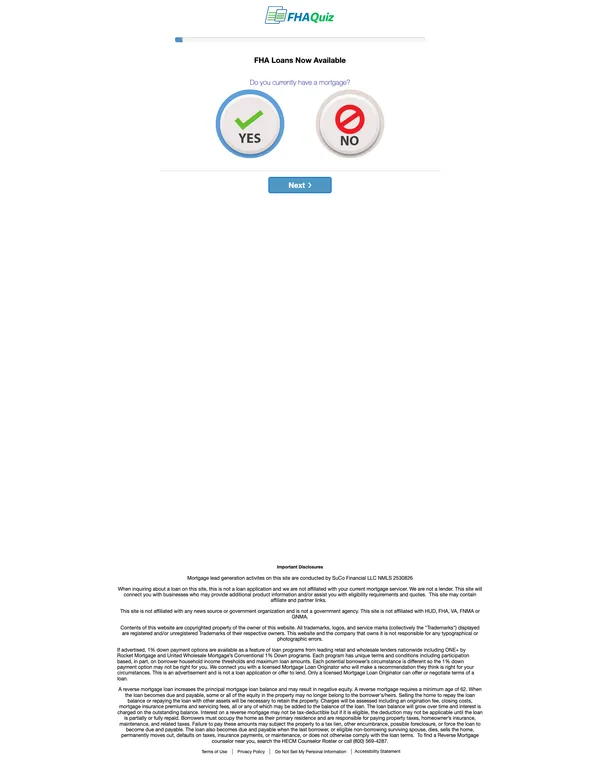 FHAQuiz
FHA Loans Now Available
Do you currently have a mortgage?
YES
NO
Next
Important Disclosures
Mortgage lead generation activites on this site are conducted by SuCo Financial LLC NMLS 2530826
When inquiring about a loan on this site, this is not a loan application and we are not affiliated with your current mortgage servicer. We are not a lender. This site will
connect you with businesses who may provide additional product information and/or assist you with eligibility requirements and quotes. This site may contain
affiliate and partner links.
This site is not affiliated with any news source or government organization and is not a government agency. This site is not affiliated with HUD, FHA, VA, FNMA or
GNMA.
Contents of this website are copyrighted property of the owner of this website. All trademarks, logos, and service marks (collectively the "Trademarks") displayed
are registered and/or unregistered Trademarks of their respective owners. This website and the company that owns it is not responsible for any typographical or
photographic errors.
If advertised, 1% down payment options are available as a feature of loan programs from leading retail and wholesale lenders nationwide including ONE+ by
Rocket Mortgage and United Wholesale Mortgage's Conventional 1% Down programs. Each program has unique terms and conditions including participation
based, in part, on borrower household income thresholds and maximum loan amounts. Each potential borrower's circumstance is different so the 1% down
payment option may not be right for you. We connect you with a licensed Mortgage Loan Originator who will make a recommendation they think is right for your
circumstances. This is an advertisement and is not a loan application or offer to lend. Only a licensed Mortgage Loan Originator can offer or negotiate terms of a
loan.
A reverse mortgage loan increases the principal mortgage loan balance and may result in negative equity. A reverse mortgage requires a minimum age of 62. When
the loan becomes due and payable, some or all of the equity in the property may no longer belong to the borrower's/heirs. Selling the home to repay the loan
balance or repaying the loan with other assets will be necessary to retain the property. Charges will be assessed including an origination fee, closing costs,
mortgage insurance premiums and servicing fees, all or any of which may be added to the balance of the loan. The loan balance will grow over time and interest is
charged on the outstanding balance. Interest on a reverse mortgage may not be tax-deductible but if it is eligible, the deduction may not be applicable until the loan
is partially or fully repaid. Borrowers must occupy the home as their primary residence and are responsible for paying property taxes, homeowner's insurance,
maintenance, and related taxes. Failure to pay these amounts may subject the property to a tax lien, other encumbrance, possible foreclosure, or force the loan to
become due and payable. The loan also becomes due and payable when the last borrower, or eligible non-borrowing surviving spouse, dies, sells the home,
permanently moves out, defaults on taxes, insurance payments, or maintenance, or does not otherwise comply with the loan terms. To find a Reverse Mortgage
counselor near you, search the HECM Counselor Roster or call (800) 569-4287.
Terms of Use | Privacy Policy | Do Not Sell My Personal Information | Accessibility Statement